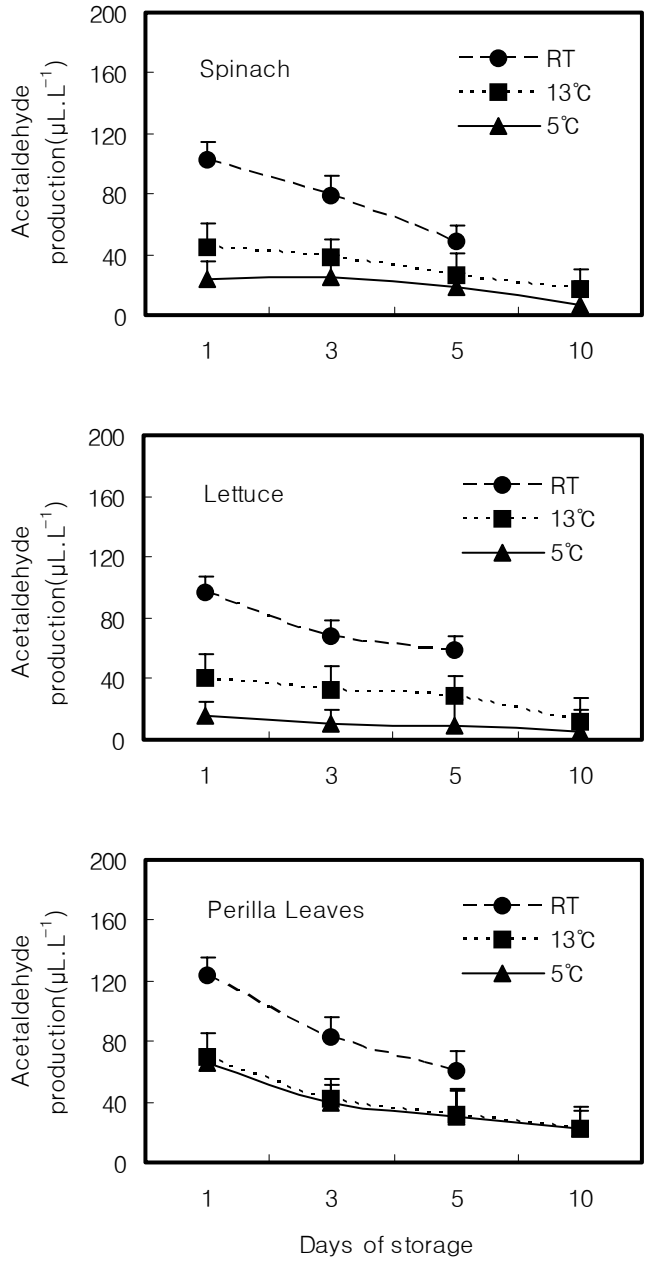 200
160
120
80
40
0
Acetaldehyde
production(μL.L⁻¹)
Spinach
RT
13℃
5℃
1 3 5 10
200
160
120
80
40
0
Acetaldehyde
production(μL.L⁻¹)
Lettuce
RT
13℃
5℃
1 3 5 10
200
160
120
80
40
0
Acetaldehyde
production(μL.L⁻¹)
Perilla Leaves
RT
13℃
5℃
1 3 5 10
Days of storage